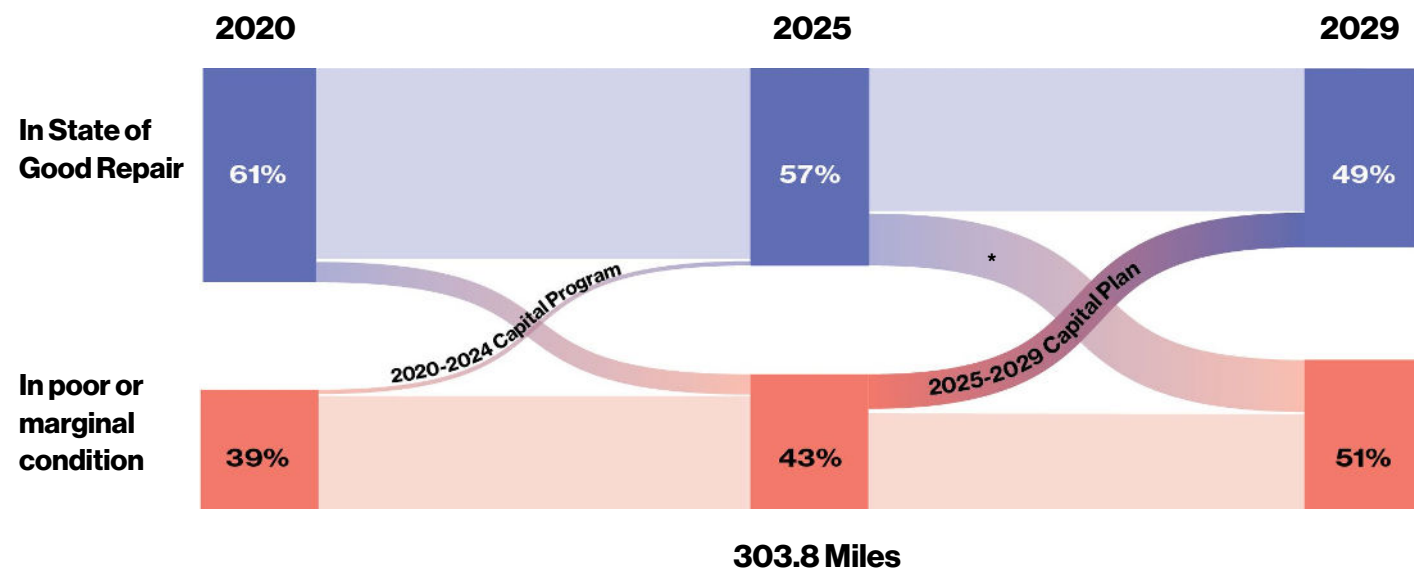 2020
2025
2029
In State of
Good Repair
61%
57%
49%
*
2020-2024 Capital Program
2025-2029 Capital Plan
In poor or
marginal
condition
39%
43%
51%
303.8 Miles